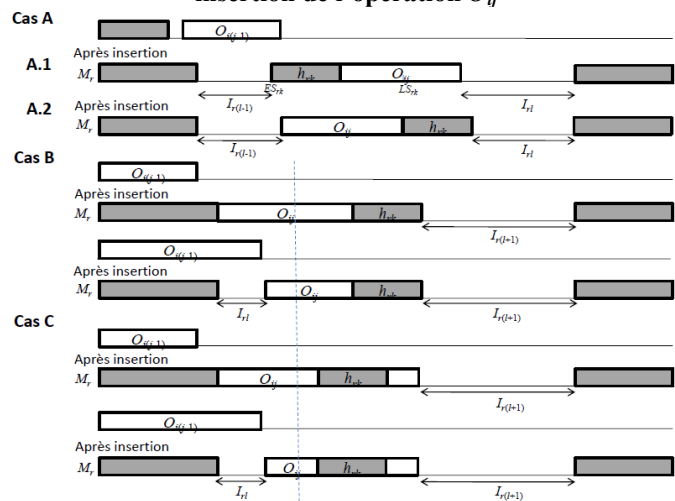 insertion de l'opération O_ij
Cas A
O_i(j-1)
Après insertion
A.1
M_r
h_rk
O_ij
ES_rk
LS_rk
I_r(l-1)
I_rl
A.2
Après insertion
M_r
O_ij
h_rk
I_r(l-1)
I_rl
Cas B
O_i(j-1)
Après insertion
M_r
O_ij
h_rk
I_r(l+1)
O_i(j-1)
Après insertion
M_r
O_ij
h_rk
I_rl
I_r(l+1)
Cas C
O_i(j-1)
Après insertion
M_r
O_ij
h_rk
I_r(l+1)
O_i(j-1)
Après insertion
M_r
O_ij
h_rk
I_rl
I_r(l+1)